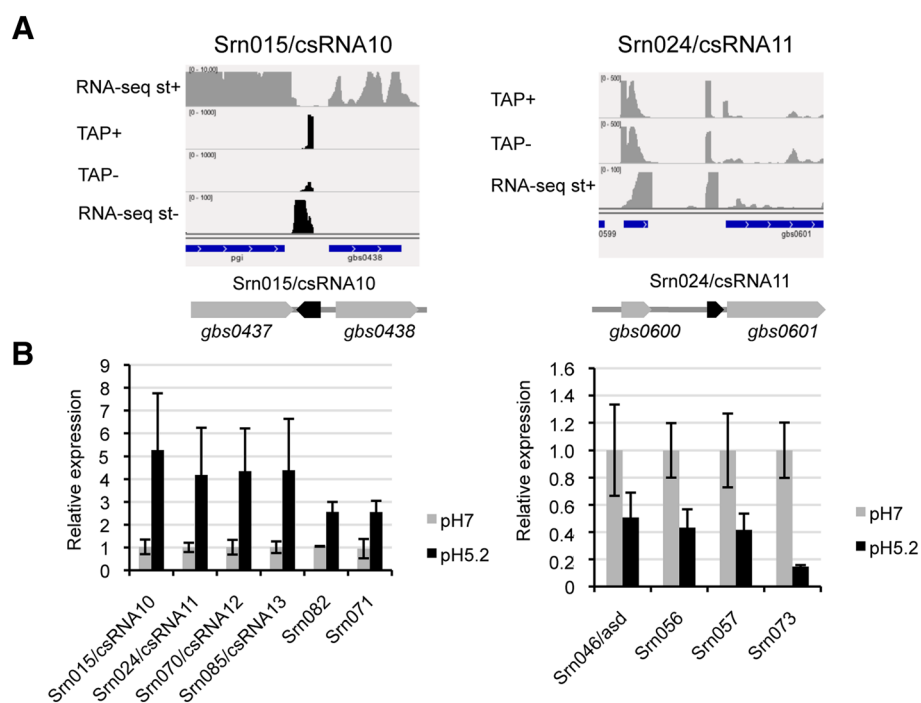 A
Srn015/csRNA10
RNA-seq st+
[0 - 10.00]
TAP+
[0 - 1000]
TAP-
[0 - 1000]
RNA-seq st-
[0 - 100]
pgi
gbs0438
Srn015/csRNA10
gbs0437
gbs0438
Srn024/csRNA11
TAP+
[0 - 500]
TAP-
[0 - 500]
RNA-seq st+
[0 - 100]
0599
gbs0601
Srn024/csRNA11
gbs0600
gbs0601
B
Relative expression
9
8
7
6
5
4
3
2
1
0
Srn015/csRNA10
Srn024/csRNA11
Srn070/csRNA12
Srn085/csRNA13
Srn082
Srn071
pH7
pH5.2
Relative expression
1.6
1.4
1.2
1.0
0.8
0.6
0.4
0.2
0
Srn046/asd
Srn056
Srn057
Srn073
pH7
pH5.2